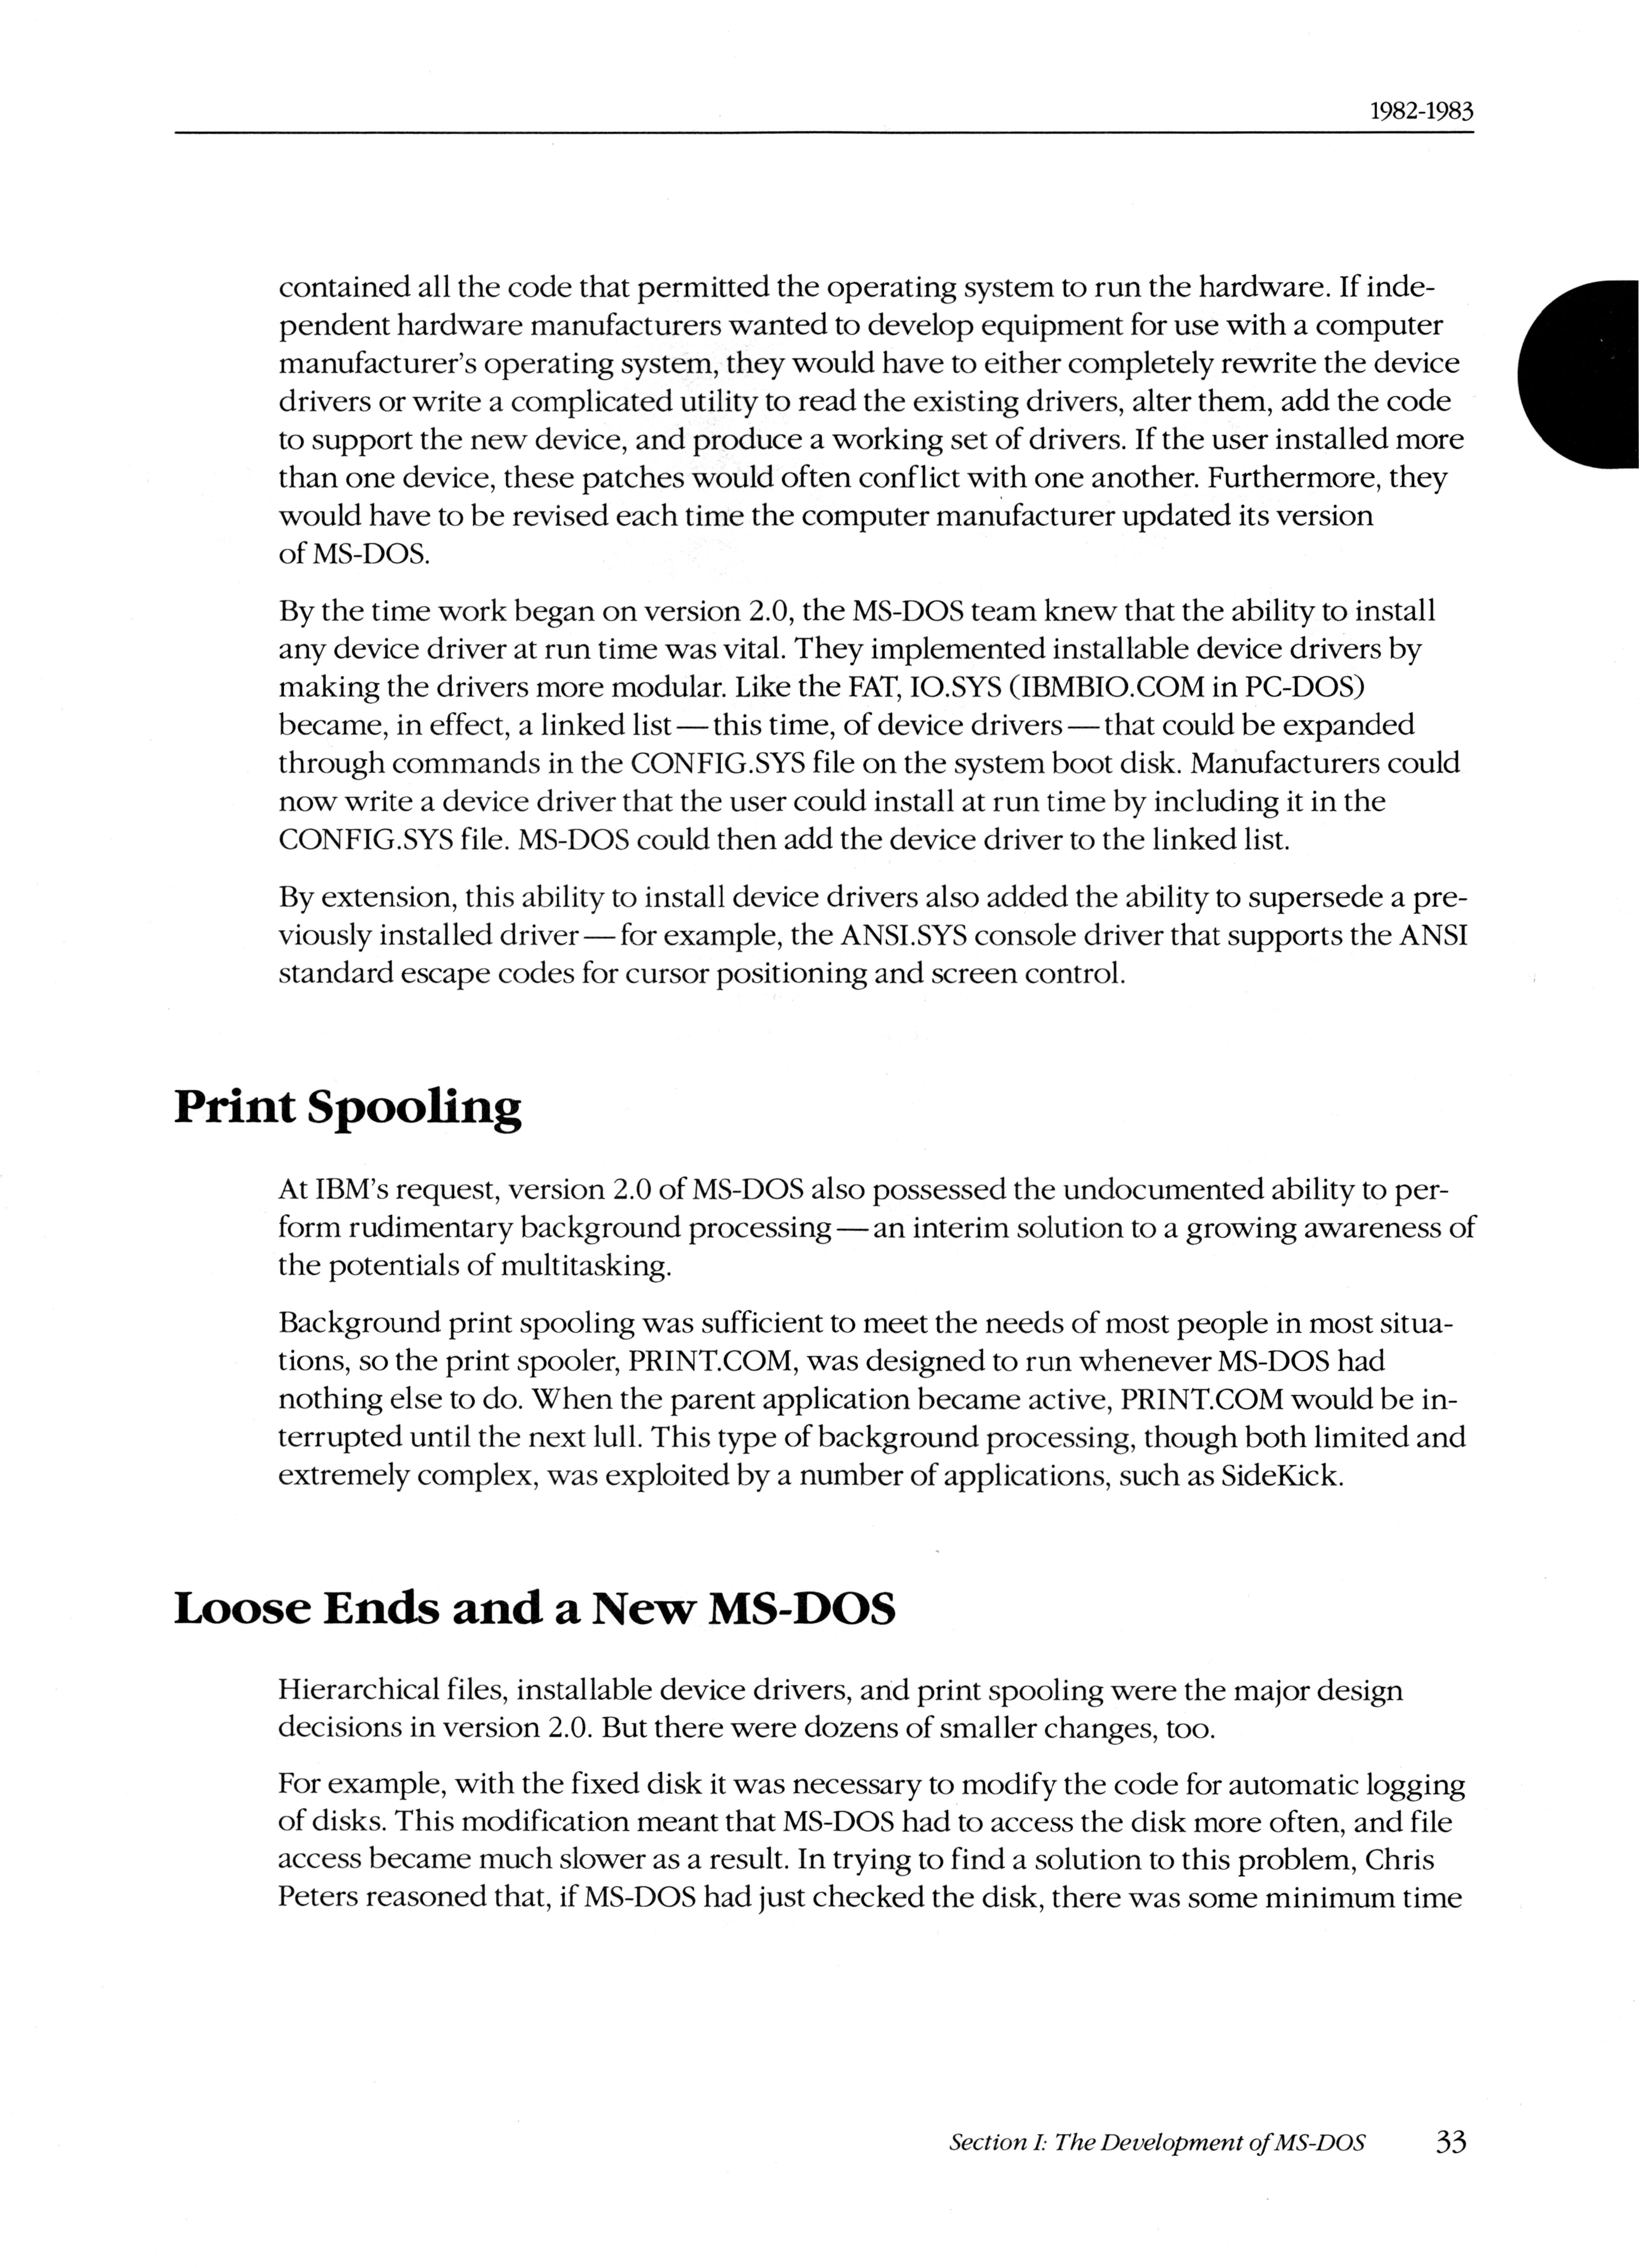 1982-1983
contained all the code that permitted the operating system to run the hardware. If inde-
pendent hardware manufacturers wanted to develop equipment for use with a computer
manufacturer's operating system, they would have to either completely rewrite the device
drivers or write a complicated utility to read the existing drivers, alter them, add the code
to support the new device, and produce a working set of drivers. If the user installed more
than one device, these patches would often conflict with one another. Furthermore, they
would have to be revised each time the computer manufacturer updated its version
of MS-DOS.
By the time work began on version 2.0, the MS-DOS team knew that the ability to install
any device driver at run time was vital. They implemented installable device drivers by
making the drivers more modular. Like the FAT, IO.SYS (IBMBIO.COM in PC-DOS)
became, in effect, a linked list — this time, of device drivers — that could be expanded
through commands in the CONFIG.SYS file on the system boot disk. Manufacturers could
now write a device driver that the user could install at run time by including it in the
CONFIG.SYS file. MS-DOS could then add the device driver to the linked list.
By extension, this ability to install device drivers also added the ability to supersede a pre-
viously installed driver — for example, the ANSI.SYS console driver that supports the ANSI
standard escape codes for cursor positioning and screen control.
Print Spooling
At IBM's request, version 2.0 of MS-DOS also possessed the undocumented ability to per-
form rudimentary background processing — an interim solution to a growing awareness of
the potentials of multitasking.
Background print spooling was sufficient to meet the needs of most people in most situa-
tions, so the print spooler, PRINT.COM, was designed to run whenever MS-DOS had
nothing else to do. When the parent application became active, PRINT.COM would be in-
terrupted until the next lull. This type of background processing, though both limited and
extremely complex, was exploited by a number of applications, such as SideKick.
Loose Ends and a New MS-DOS
Hierarchical files, installable device drivers, and print spooling were the major design
decisions in version 2.0. But there were dozens of smaller changes, too.
For example, with the fixed disk it was necessary to modify the code for automatic logging
of disks. This modification meant that MS-DOS had to access the disk more often, and file
access became much slower as a result. In trying to find a solution to this problem, Chris
Peters reasoned that, if MS-DOS had just checked the disk, there was some minimum time
Section I: The Development of MS-DOS 33